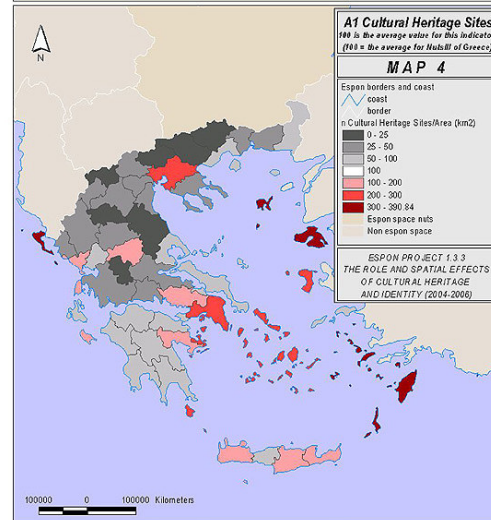 A1 Cultural Heritage Sites
100 is the average value for this indicator
(100 = the average for NutsIII of Greece)
MAP 4
Espon borders and coast
coast
border
n Cultural Heritage Sites/Area (km2)
0 - 25
25 - 50
50 - 100
100
100 - 200
200 - 300
300 - 390.84
Espon space nuts
Non espon space
ESPON PROJECT 1.3.3
THE ROLE AND SPATIAL EFFECTS
OF CULTURAL HERITAGE
AND IDENTITY (2004-2006)
N
100000 0 100000 Kilometers